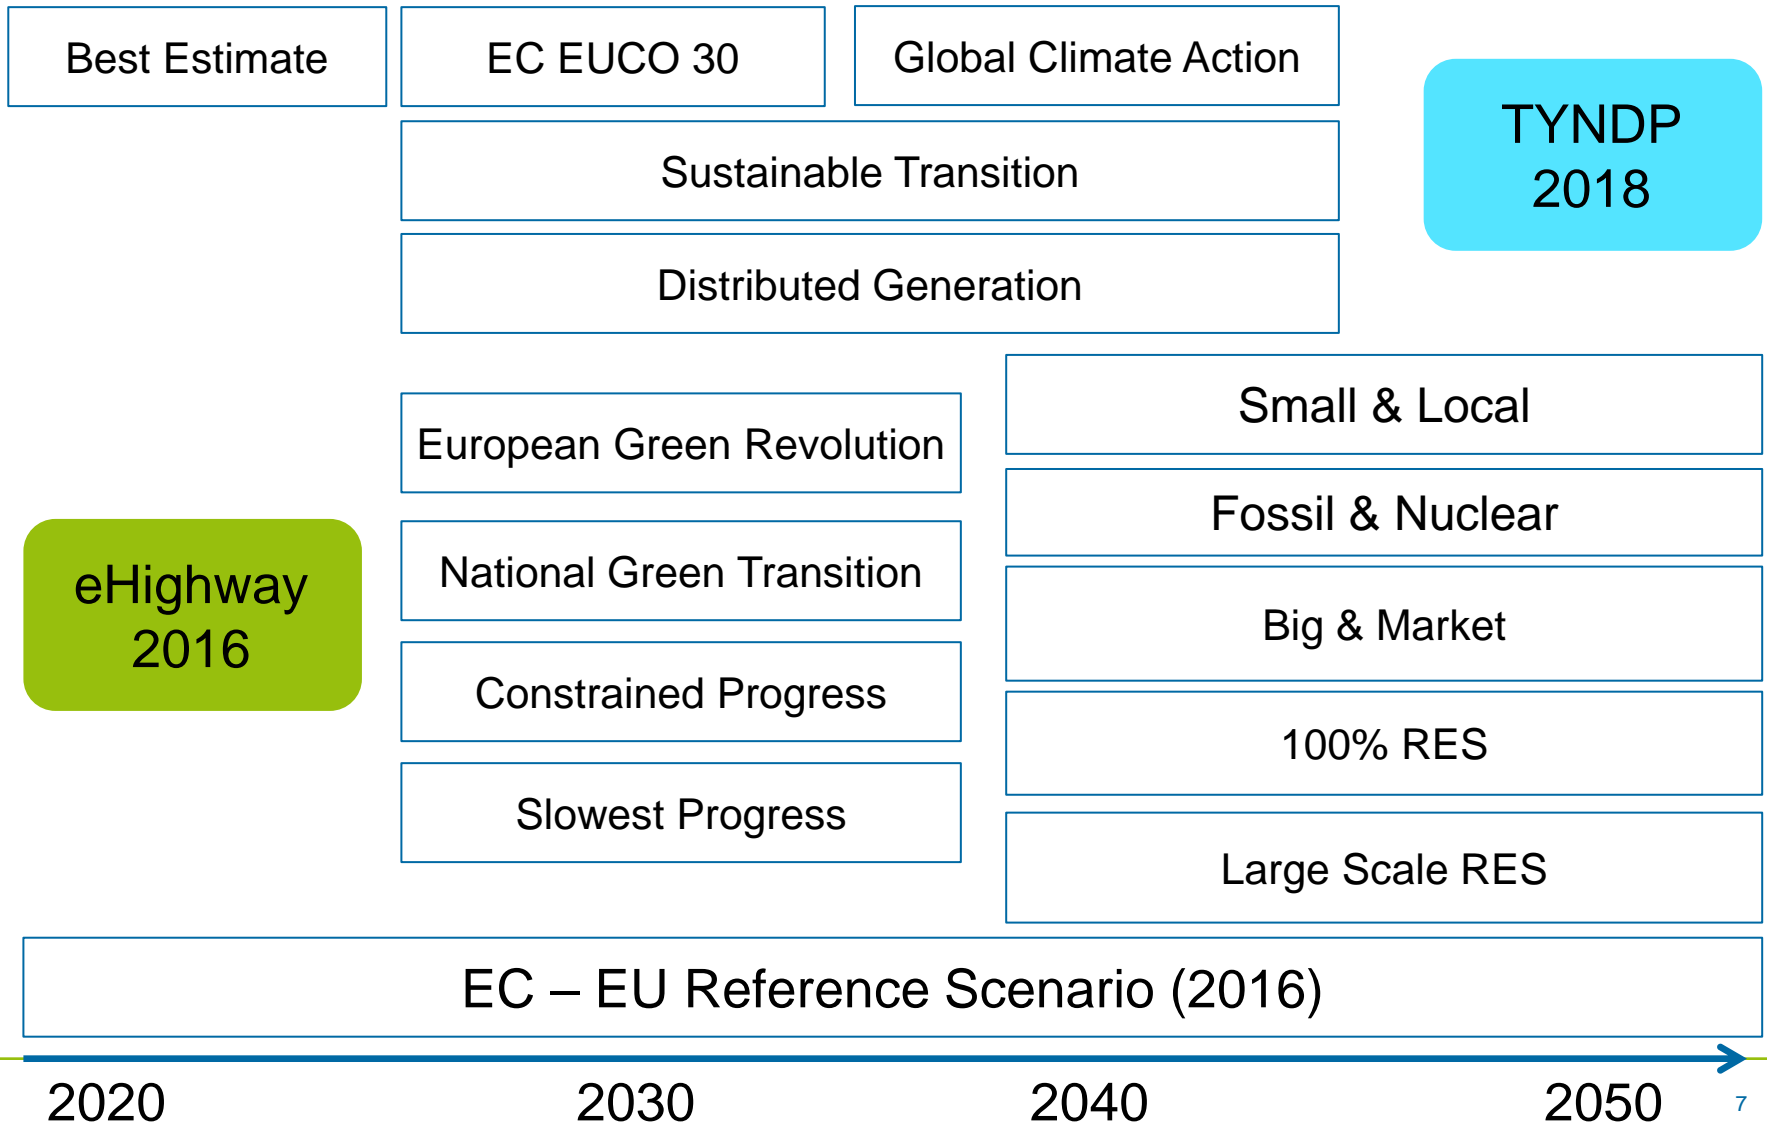 Best Estimate
EC EUCO 30
Global Climate Action
TYNDP
2018
Sustainable Transition
Distributed Generation
Small & Local
European Green Revolution
Fossil & Nuclear
eHighway
2016
National Green Transition
Big & Market
Constrained Progress
100% RES
Slowest Progress
Large Scale RES
EC – EU Reference Scenario (2016)
2020
2030
2040
2050
7